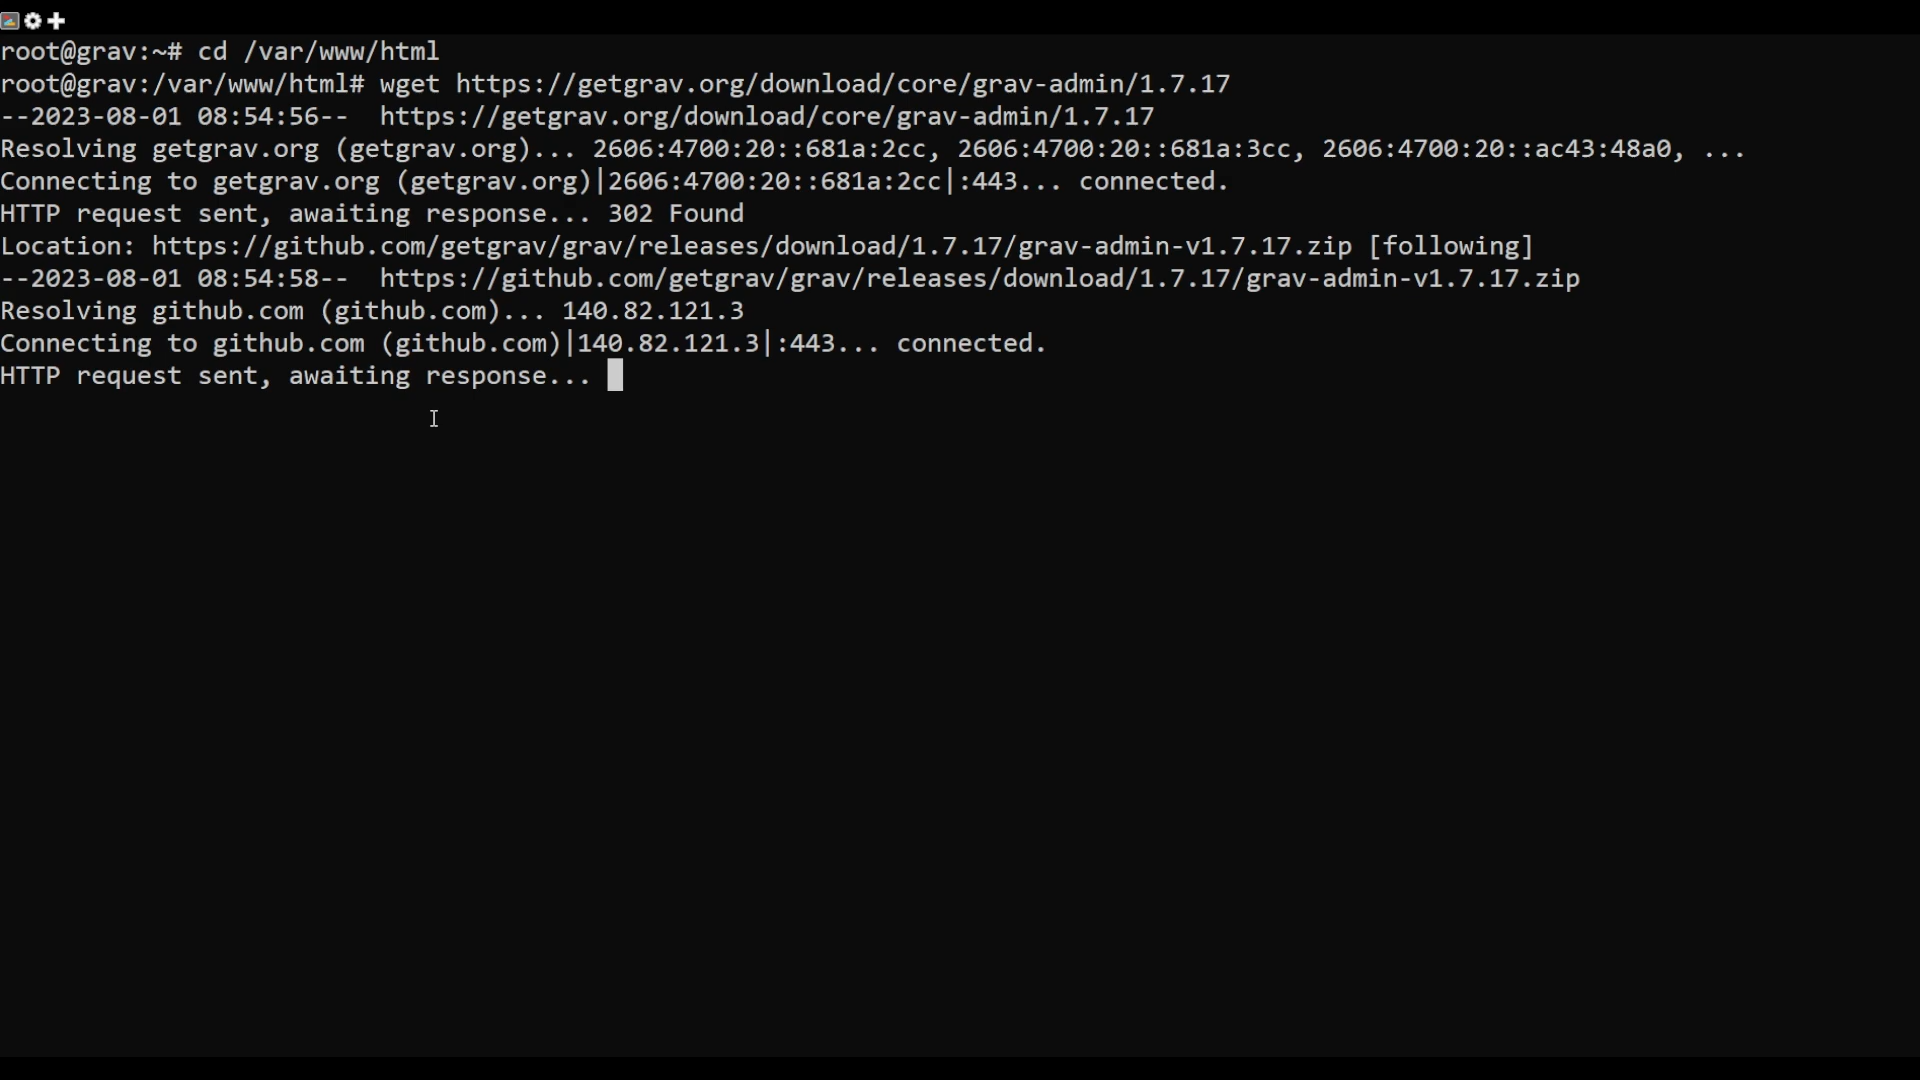 root@grav:~# cd /var/www/html
root@grav:/var/www/html# wget https://getgrav.org/download/core/grav-admin/1.7.17
--2023-08-01 08:54:56--  https://getgrav.org/download/core/grav-admin/1.7.17
Resolving getgrav.org (getgrav.org)... 2606:4700:20::681a:2cc, 2606:4700:20::681a:3cc, 2606:4700:20::ac43:48a0, ...
Connecting to getgrav.org (getgrav.org)|2606:4700:20::681a:2cc|:443... connected.
HTTP request sent, awaiting response... 302 Found
Location: https://github.com/getgrav/grav/releases/download/1.7.17/grav-admin-v1.7.17.zip [following]
--2023-08-01 08:54:58--  https://github.com/getgrav/grav/releases/download/1.7.17/grav-admin-v1.7.17.zip
Resolving github.com (github.com)... 140.82.121.3
Connecting to github.com (github.com)|140.82.121.3|:443... connected.
HTTP request sent, awaiting response...